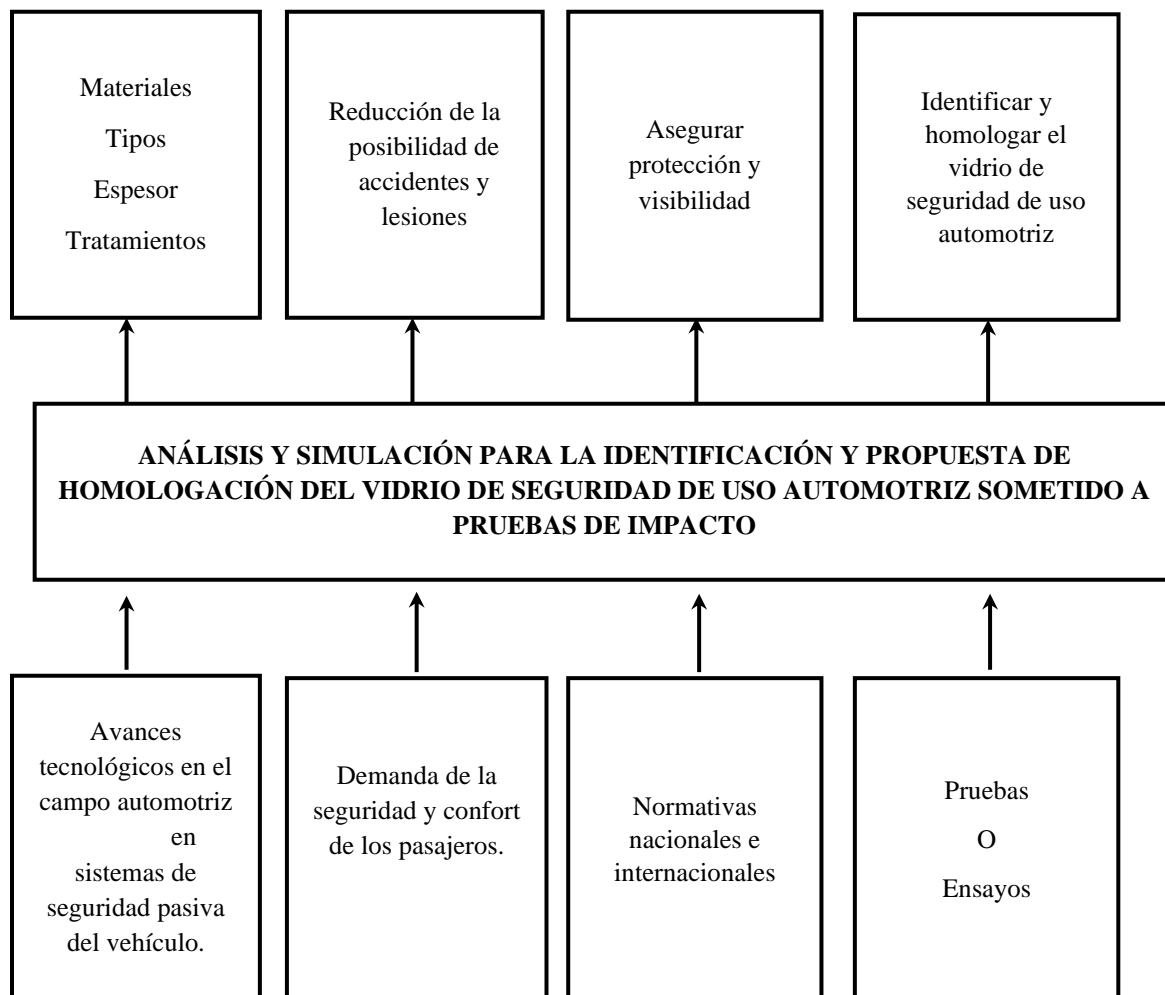 Materiales
Tipos
Espesor
Tratamientos
Reducción de la
posibilidad de
accidentes y
lesiones
Asegurar
protección y
visibilidad
Identificar y
homologar el
vidrio de
seguridad de uso
automotriz
ANÁLISIS Y SIMULACIÓN PARA LA IDENTIFICACIÓN Y PROPUESTA DE
HOMOLOGACIÓN DEL VIDRIO DE SEGURIDAD DE USO AUTOMOTRIZ SOMETIDO A
PRUEBAS DE IMPACTO
Avances
tecnológicos en el
campo automotriz
en
sistemas de
seguridad pasiva
del vehículo.
Demanda de la
seguridad y confort
de los pasajeros.
Normativas
nacionales e
internacionales
Pruebas
O
Ensayos